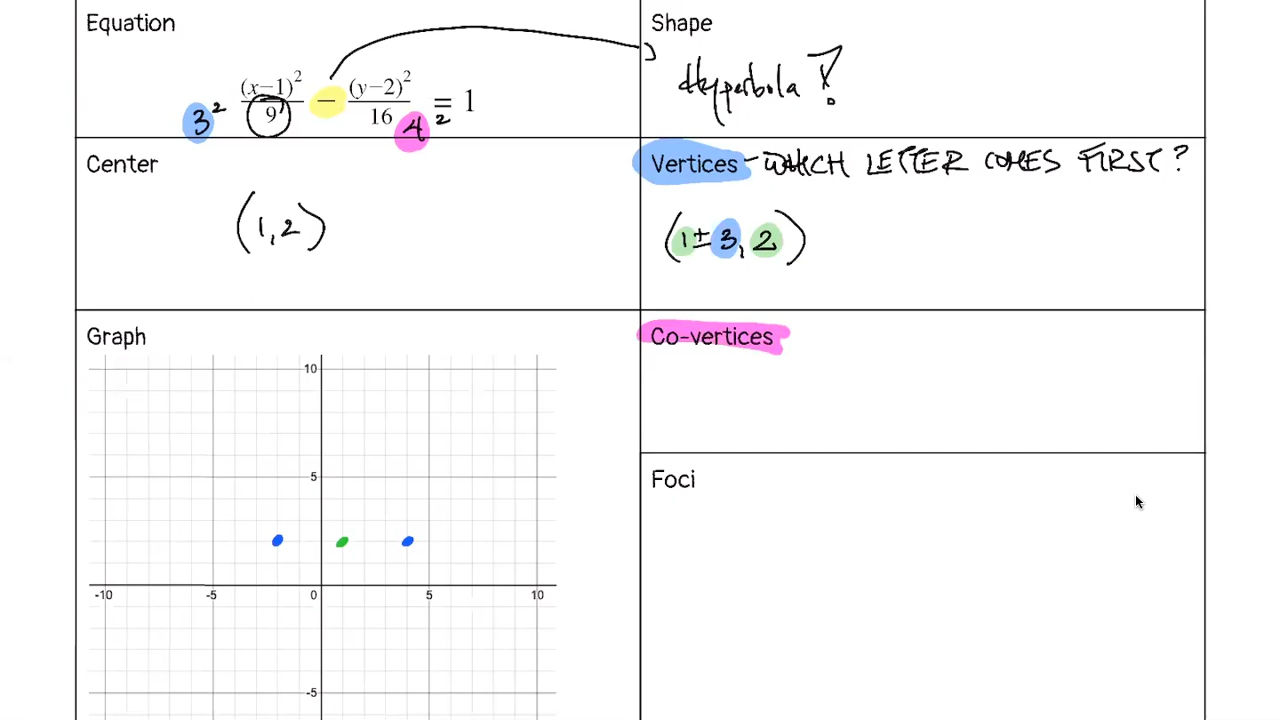 Equation
3² (x−1)²/9 − (y−2)²/16 = 1
4²
Shape
Hyperbola!
Center
(1,2)
Vertices - WHICH LETTER COMES FIRST?
(1±3, 2)
Graph
10
5
-10 -5 0 5 10
-5
Co-vertices
Foci